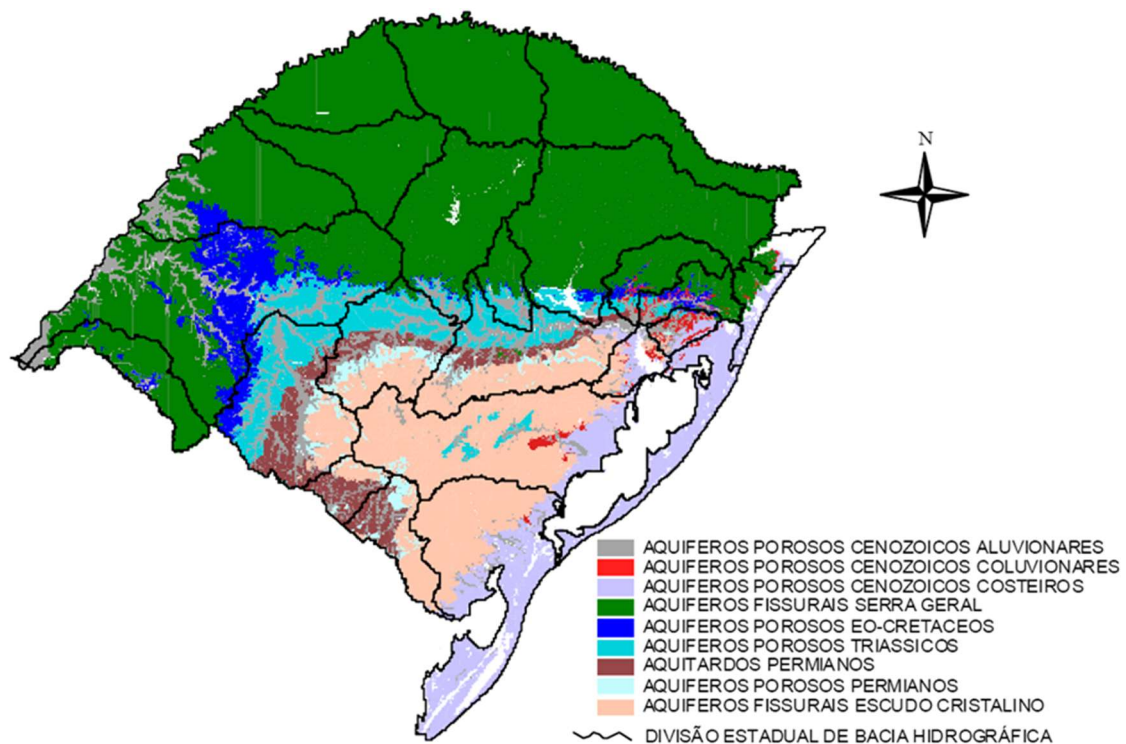 N
AQUIFEROS POROSOS CENOZOICOS ALUVIONARES
AQUIFEROS POROSOS CENOZOICOS COLUVIONARES
AQUIFEROS POROSOS CENOZOICOS COSTEIROS
AQUIFEROS FISSURAIS SERRA GERAL
AQUIFEROS POROSOS EO-CRETACEOS
AQUIFEROS POROSOS TRIASSICOS
AQUITARDOS PERMIANOS
AQUIFEROS POROSOS PERMIANOS
AQUIFEROS FISSURAIS ESCUDO CRISTALINO
DIVISÃO ESTADUAL DE BACIA HIDROGRÁFICA